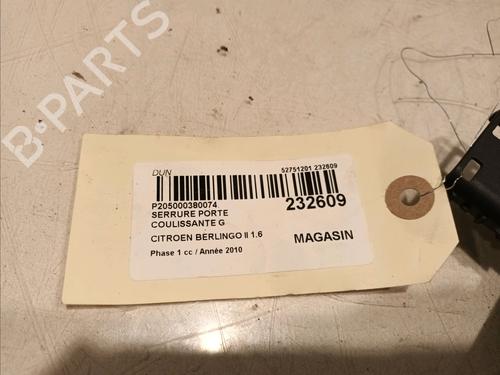 B-PARTS
DUN 52751201 232609
P205000380074 232609
SERRURE PORTE
COULISSANTE G
CITROEN BERLINGO II 1.6 MAGASIN
Phase 1 cc / Année 2010